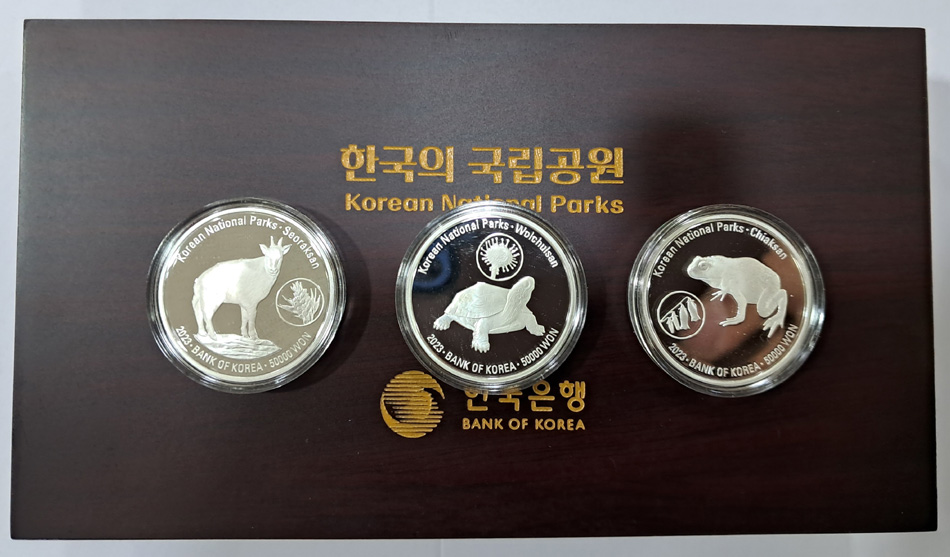 한국의 국립공원
Korean National Parks
Korean National Parks · Seoraksan
2023 · BANK OF KOREA · 50000 WON
Korean National Parks · Wolchulsan
2023 · BANK OF KOREA · 50000 WON
Korean National Parks · Chiaksan
2023 · BANK OF KOREA · 50000 WON
한국은행
BANK OF KOREA